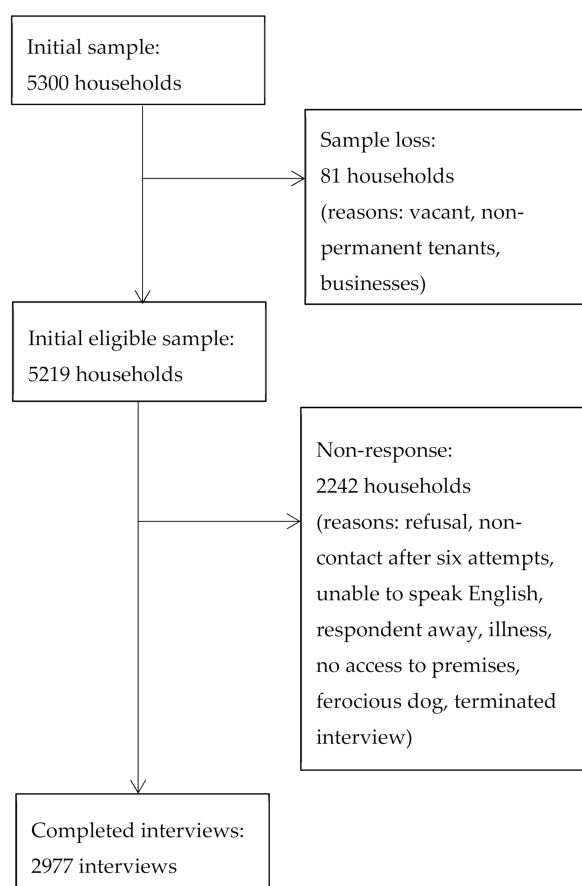 Initial sample:
5300 households
Sample loss:
81 households
(reasons: vacant, non-
permanent tenants,
businesses)
Initial eligible sample:
5219 households
Non-response:
2242 households
(reasons: refusal, non-
contact after six attempts,
unable to speak English,
respondent away, illness,
no access to premises,
ferocious dog, terminated
interview)
Completed interviews:
2977 interviews